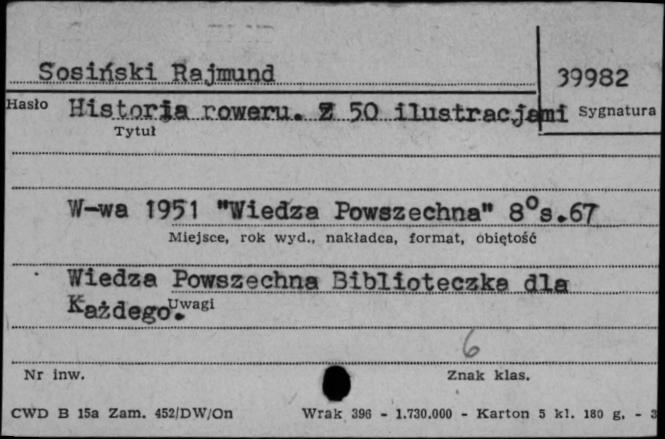 Sosiński Rajmund 39982
Hasło Historja roweru. Z 50 ilustracjami Sygnatura
Tytuł
W-wa 1951 "Wiedza Powszechna" 8⁰s.67
Miejsce, rok wyd., nakładca, format, objętość
Wiedza Powszechna Biblioteczka dla
Każdego. Uwagi
6
Nr inw. Znak klas.
CWD B 15a Zam. 452/DW/On Wrak 396 - 1.730.000 - Karton 5 kl. 180 g, - 3